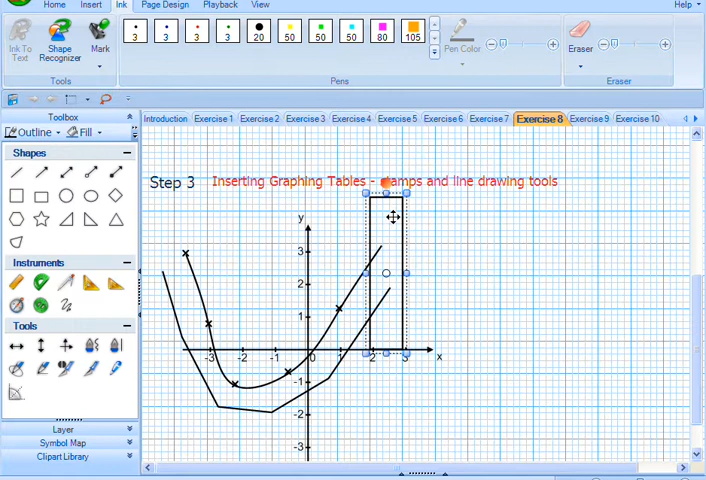 Home Insert Ink Page Design Playback View Help
Ink To Text
Shape Recognizer
Mark
3 3 3 3 20 50 50 50 80 105
Pen Color
Eraser
Tools Pens Eraser
Toolbox
Introduction Exercise 1 Exercise 2 Exercise 3 Exercise 4 Exercise 5 Exercise 6 Exercise 7 Exercise 8 Exercise 9 Exercise 10
Outline Fill
Shapes
Instruments
Tools
Layer
Symbol Map
Clipart Library
Step 3 Inserting Graphing Tables - stamps and line drawing tools
y
3
2
1
-3 -2 -1 0 1 2 3 x
-1
-2
-3